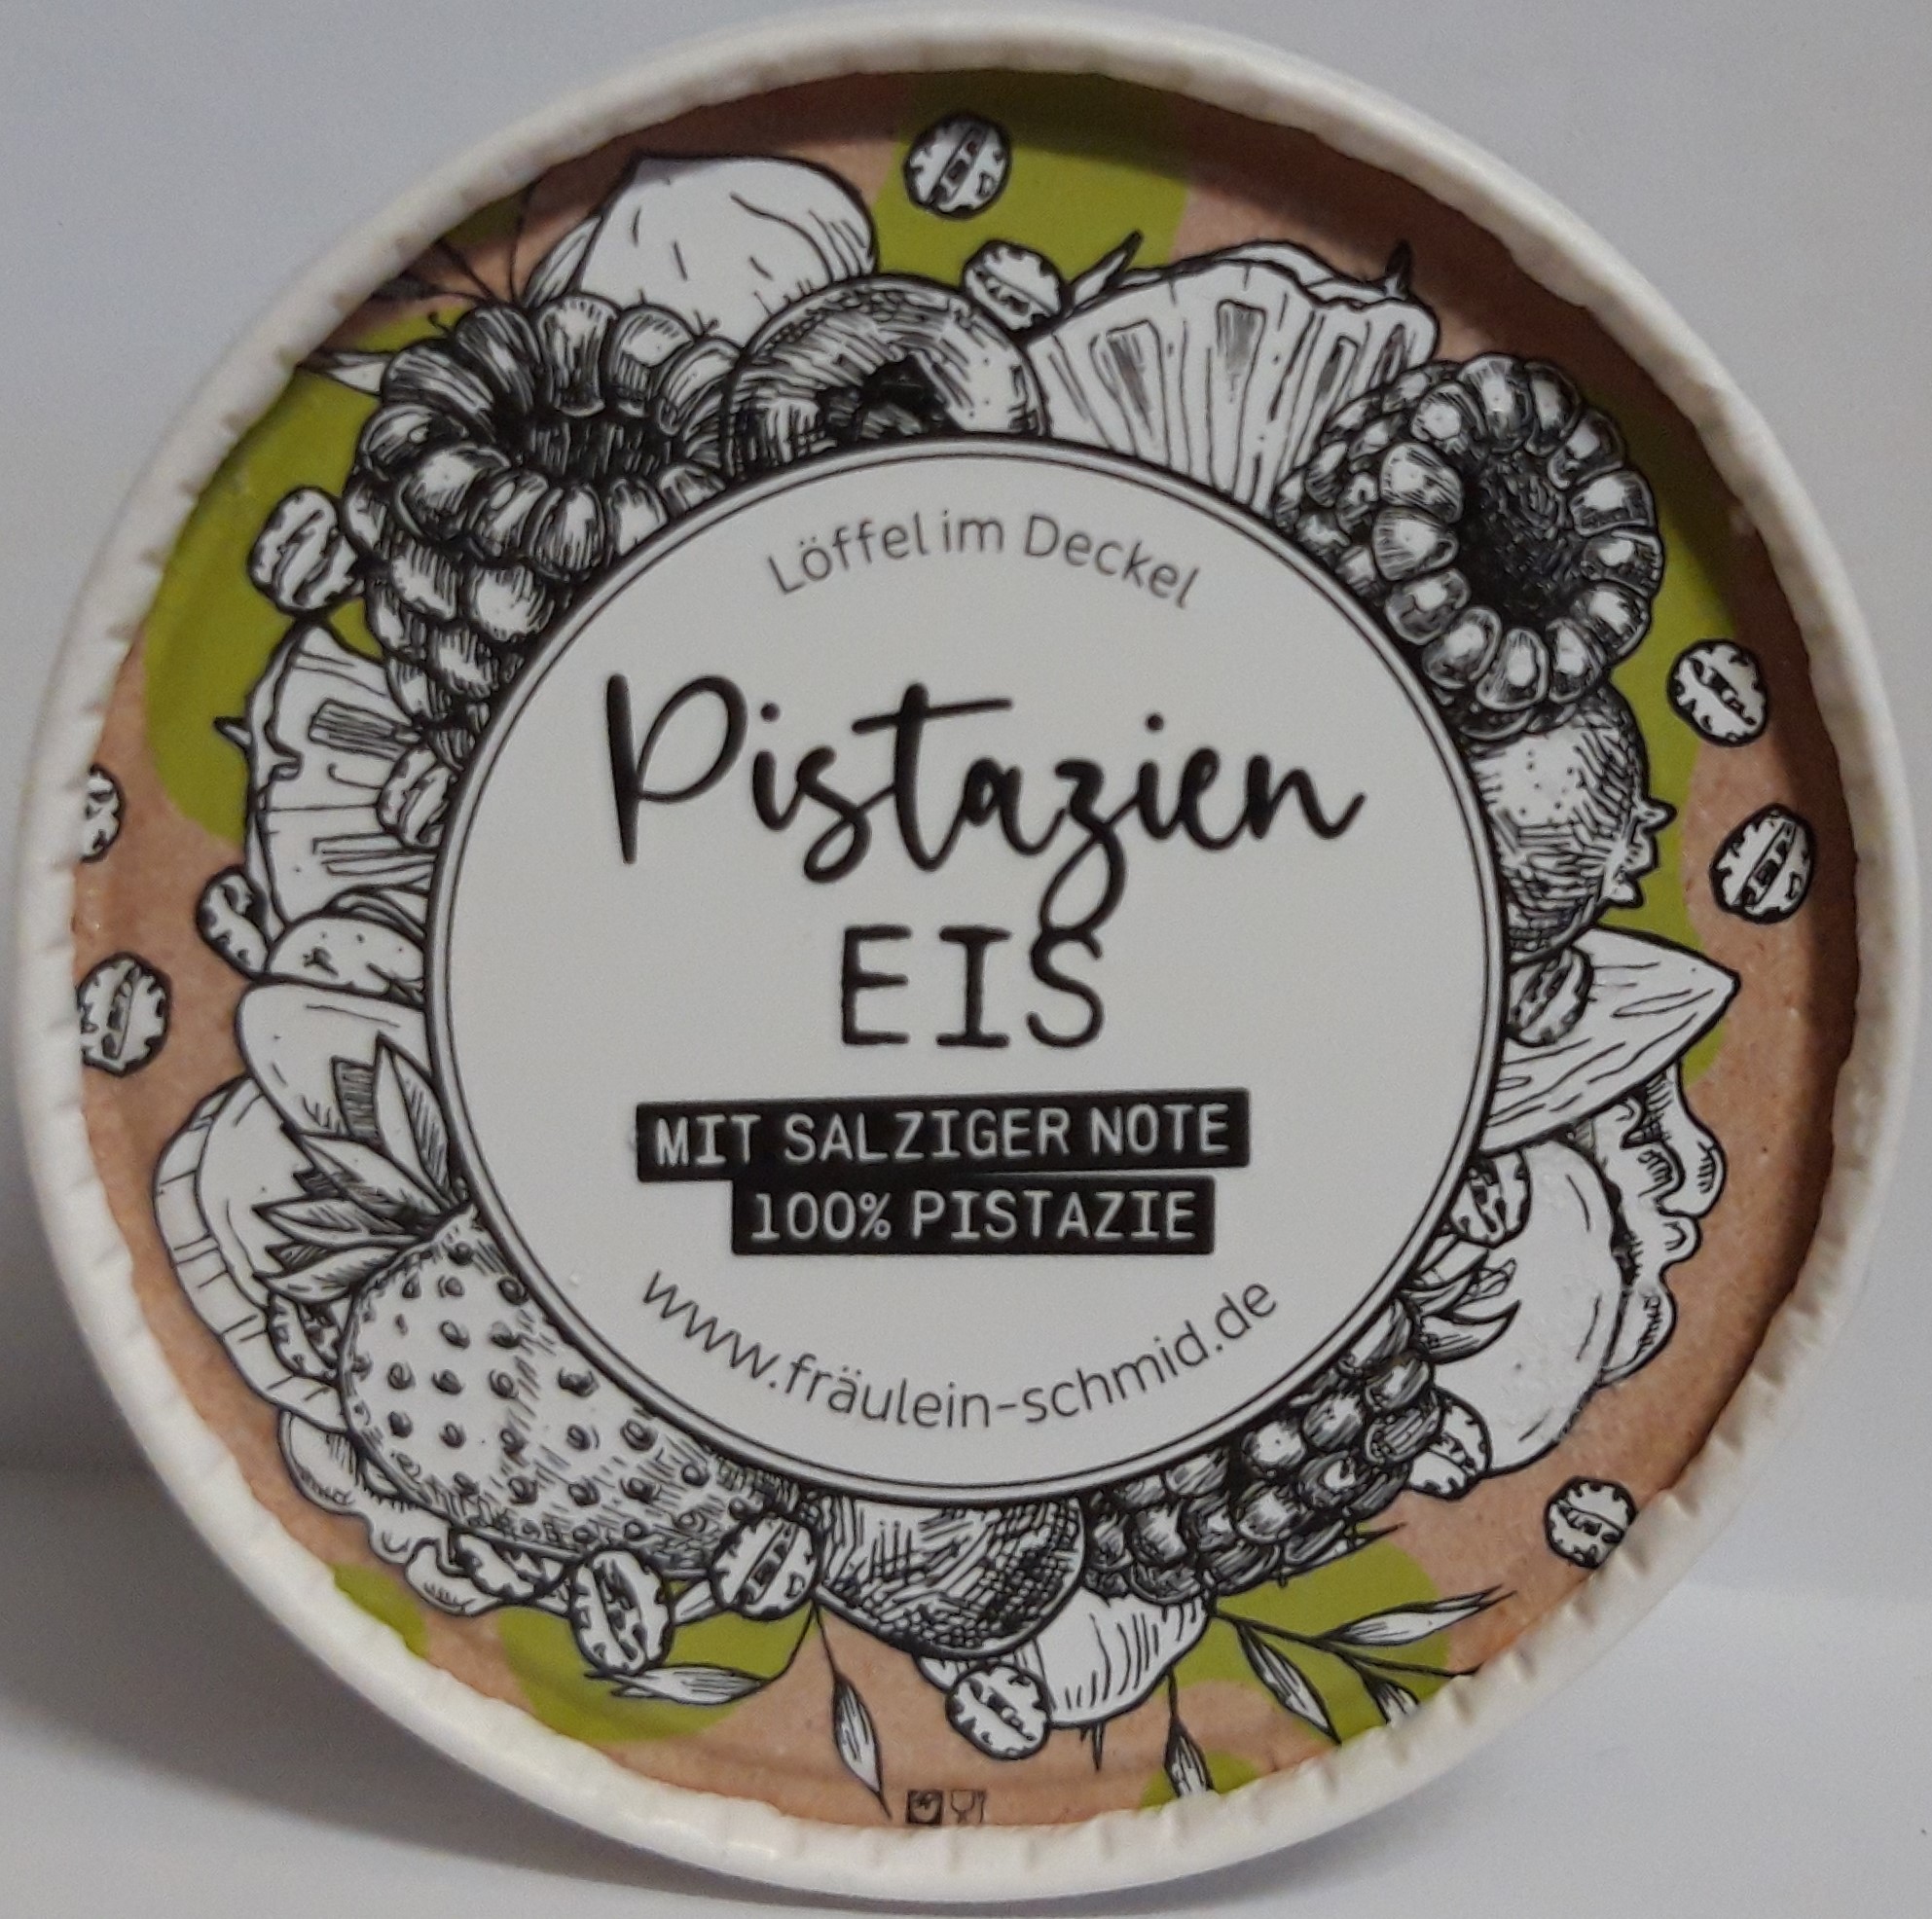 Löffel im Deckel
Pistazien
EIS
MIT SALZIGER NOTE
100% PISTAZIE
www.fräulein-schmid.de